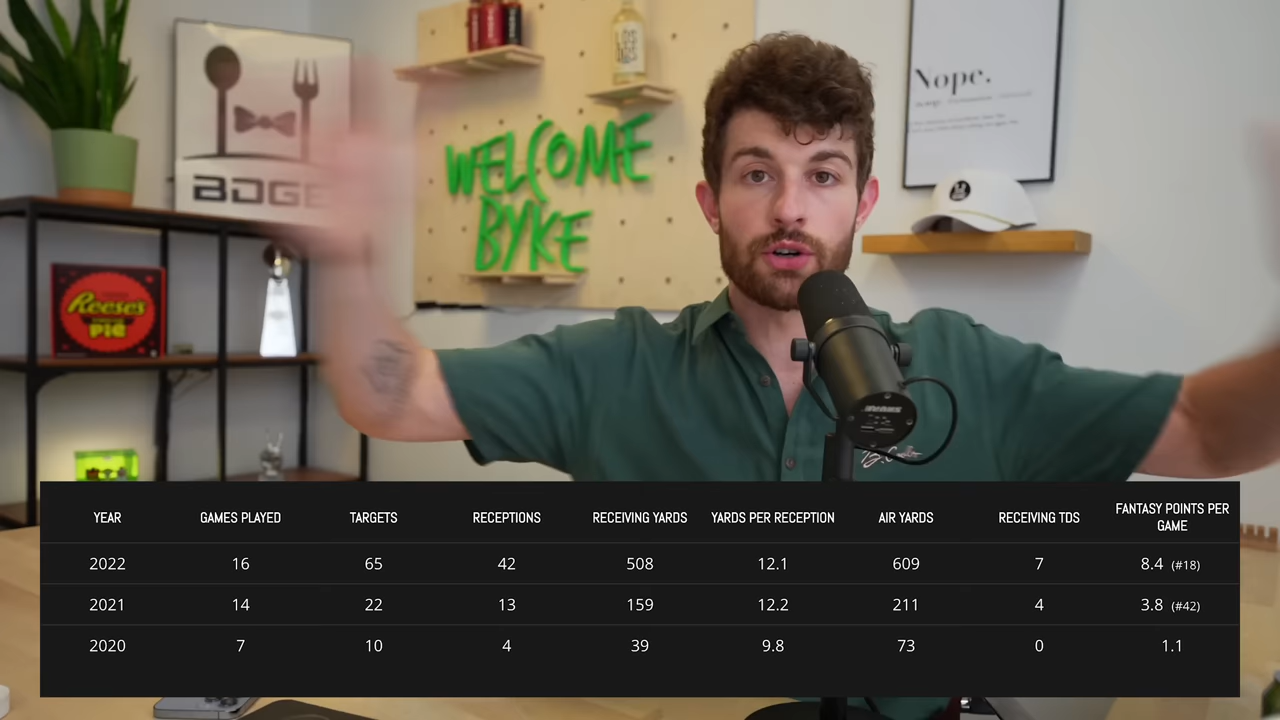 Nope.
BDGE
WELCOME
BYKE
Reese's
PiE
YEAR GAMES PLAYED TARGETS RECEPTIONS RECEIVING YARDS YARDS PER RECEPTION AIR YARDS RECEIVING TDS FANTASY POINTS PER GAME
2022 16 65 42 508 12.1 609 7 8.4 (#18)
2021 14 22 13 159 12.2 211 4 3.8 (#42)
2020 7 10 4 39 9.8 73 0 1.1